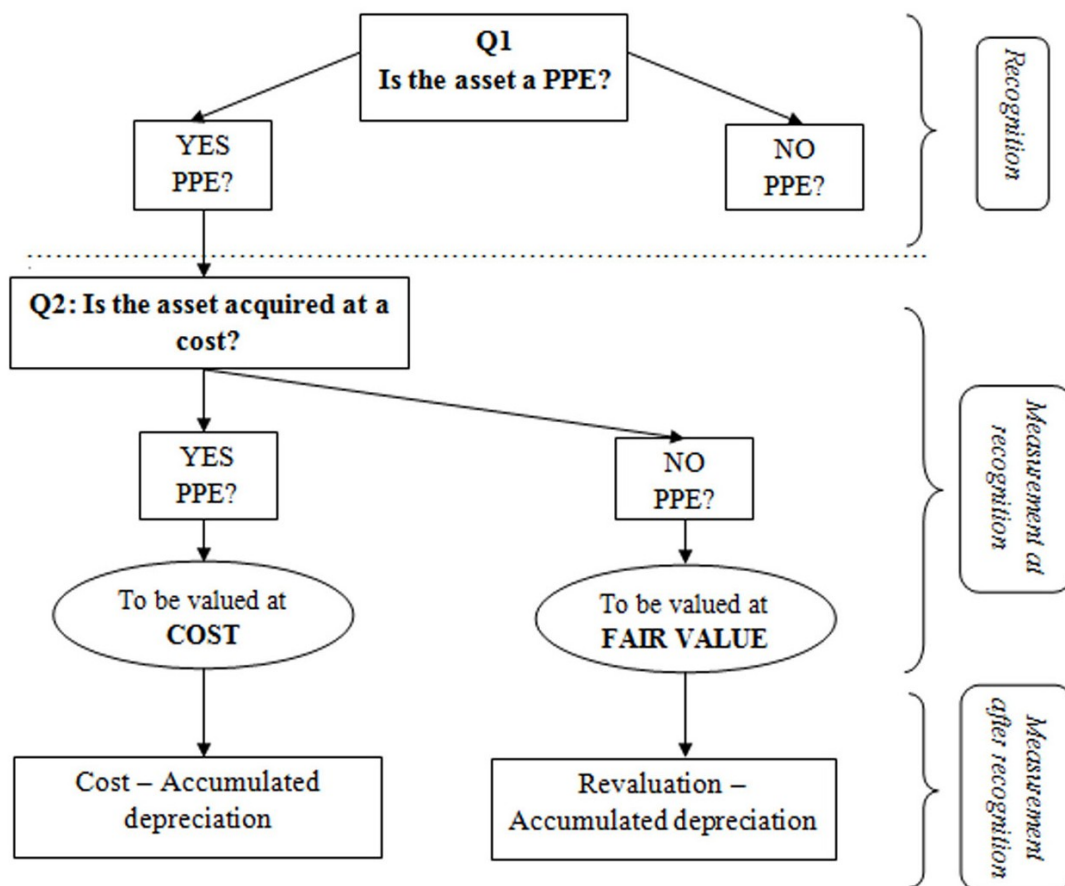 Q1
Is the asset a PPE?
YES
PPE?
NO
PPE?
Recognition
Q2: Is the asset acquired at a
cost?
YES
PPE?
NO
PPE?
Measurement at
recognition
To be valued at
COST
To be valued at
FAIR VALUE
Cost – Accumulated
depreciation
Revaluation –
Accumulated depreciation
Measurement
after recognition